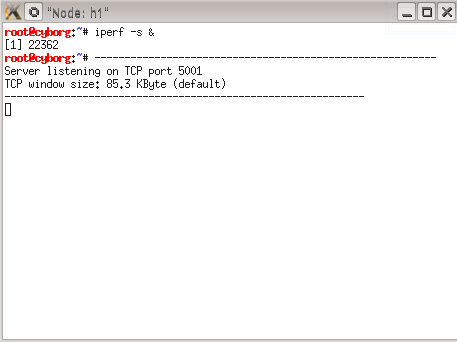 "Node: h1"
root@cyborg:~# iperf -s &
[1] 22362
root@cyborg:~# ------------------------------------------------------------
Server listening on TCP port 5001
TCP window size: 85.3 KByte (default)
------------------------------------------------------------